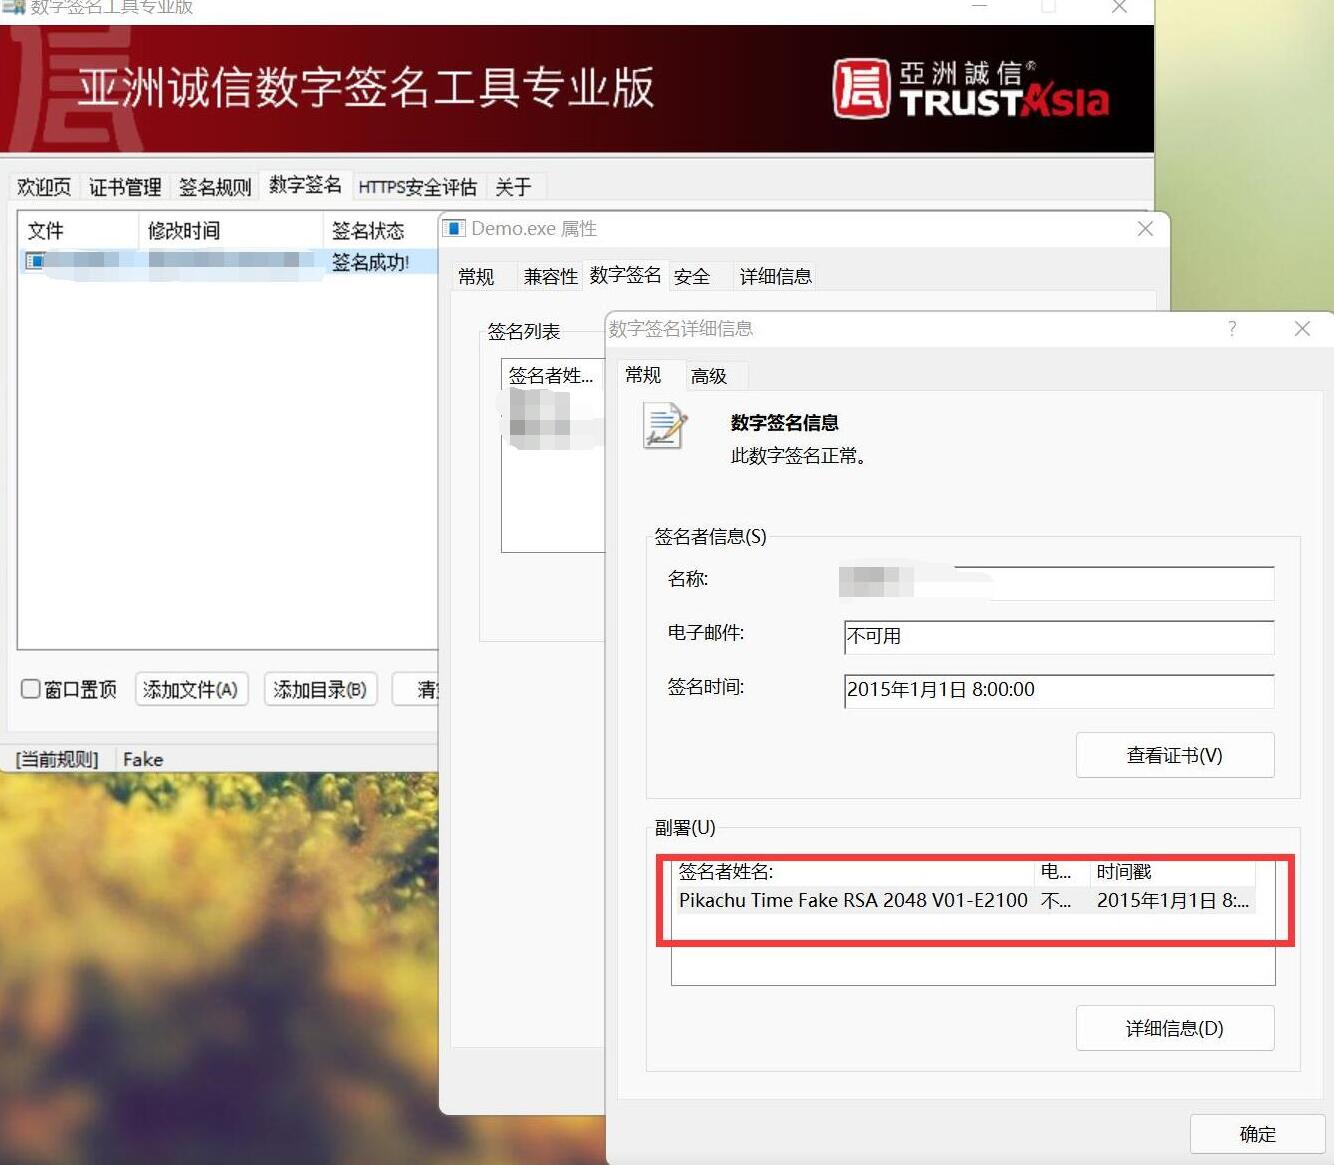 数字签名工具专业版
亚洲诚信数字签名工具专业版
亞洲誠信®
TRUSTAsia
欢迎页 证书管理 签名规则 数字签名 HTTPS安全评估 关于
文件 修改时间 签名状态
签名成功!
窗口置顶 添加文件(A) 添加目录(B) 清
[当前规则] Fake
Demo.exe 属性
常规 兼容性 数字签名 安全 详细信息
签名列表
签名者姓...
数字签名详细信息 ?
常规 高级
数字签名信息
此数字签名正常。
签名者信息(S)
名称:
电子邮件: 不可用
签名时间: 2015年1月1日 8:00:00
查看证书(V)
副署(U)
签名者姓名: 电... 时间戳
Pikachu Time Fake RSA 2048 V01-E2100 不... 2015年1月1日 8:...
详细信息(D)
确定